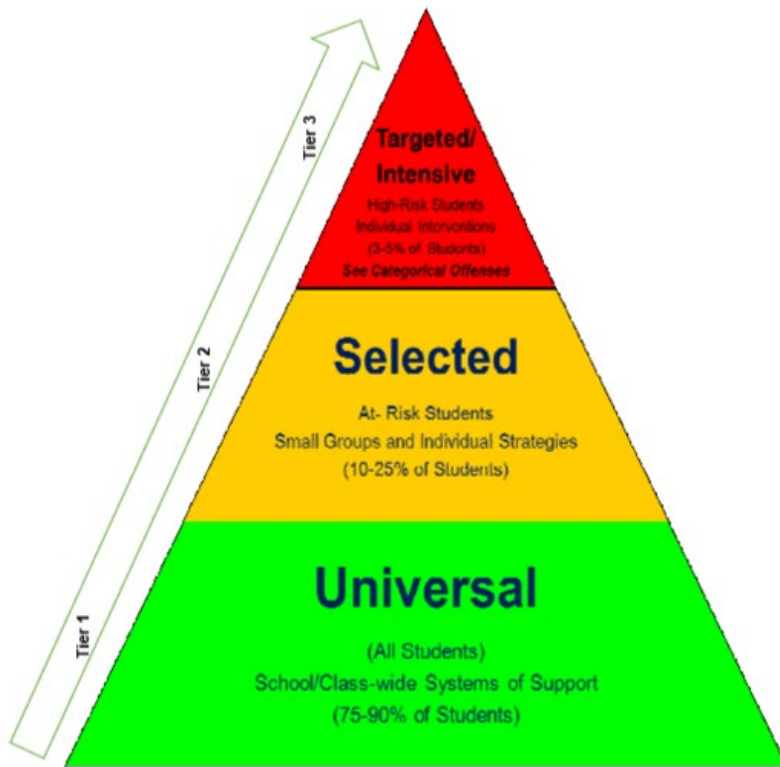 Tier 3
Targeted/
Intensive
High-Risk Students
Individual Interventions
(3-5% of Students)
See Categorical Offenses
Tier 2
Selected
At- Risk Students
Small Groups and Individual Strategies
(10-25% of Students)
Tier 1
Universal
(All Students)
School/Class-wide Systems of Support
(75-90% of Students)